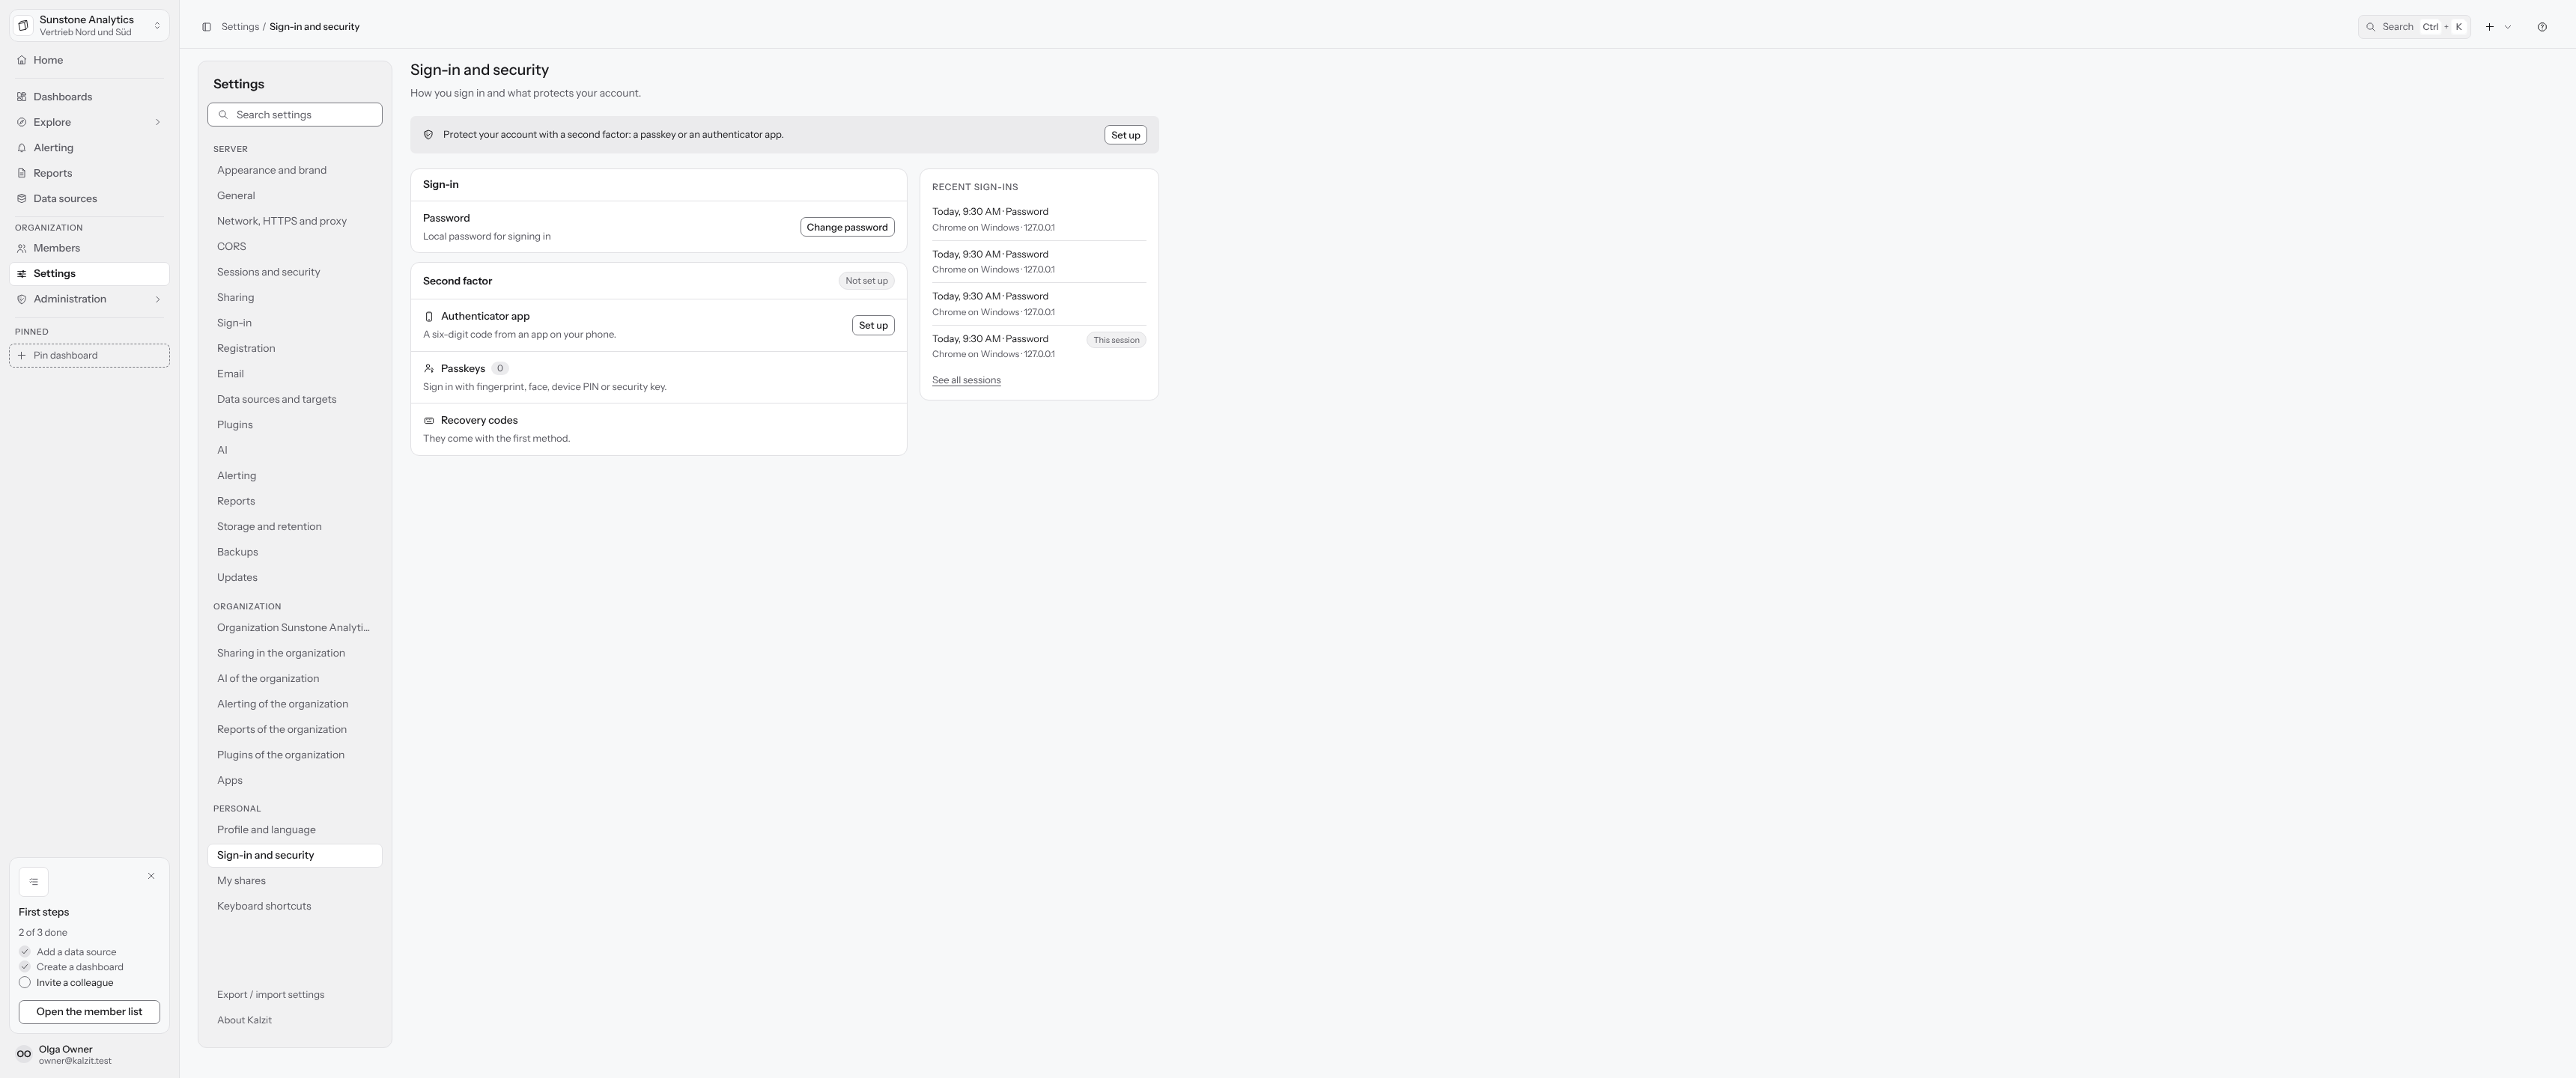 Sunstone Analytics
Vertrieb Nord und Süd
Home
Dashboards
Explore
Alerting
Reports
Data sources
ORGANIZATION
Members
Settings
Administration
PINNED
Pin dashboard
First steps
2 of 3 done
Add a data source
Create a dashboard
Invite a colleague
Open the member list
OO
Olga Owner
owner@kalzit.test
Settings / Sign-in and security
Search Ctrl + K
Settings
Search settings
SERVER
Appearance and brand
General
Network, HTTPS and proxy
CORS
Sessions and security
Sharing
Sign-in
Registration
Email
Data sources and targets
Plugins
AI
Alerting
Reports
Storage and retention
Backups
Updates
ORGANIZATION
Organization Sunstone Analyti...
Sharing in the organization
AI of the organization
Alerting of the organization
Reports of the organization
Plugins of the organization
Apps
PERSONAL
Profile and language
Sign-in and security
My shares
Keyboard shortcuts
Export / import settings
About Kalzit
Sign-in and security
How you sign in and what protects your account.
Protect your account with a second factor: a passkey or an authenticator app.
Set up
Sign-in
Password
Local password for signing in
Change password
Second factor
Not set up
Authenticator app
A six-digit code from an app on your phone.
Set up
Passkeys 0
Sign in with fingerprint, face, device PIN or security key.
Recovery codes
They come with the first method.
RECENT SIGN-INS
Today, 9:30 AM · Password
Chrome on Windows · 127.0.0.1
Today, 9:30 AM · Password
Chrome on Windows · 127.0.0.1
Today, 9:30 AM · Password
Chrome on Windows · 127.0.0.1
Today, 9:30 AM · Password
This session
Chrome on Windows · 127.0.0.1
See all sessions